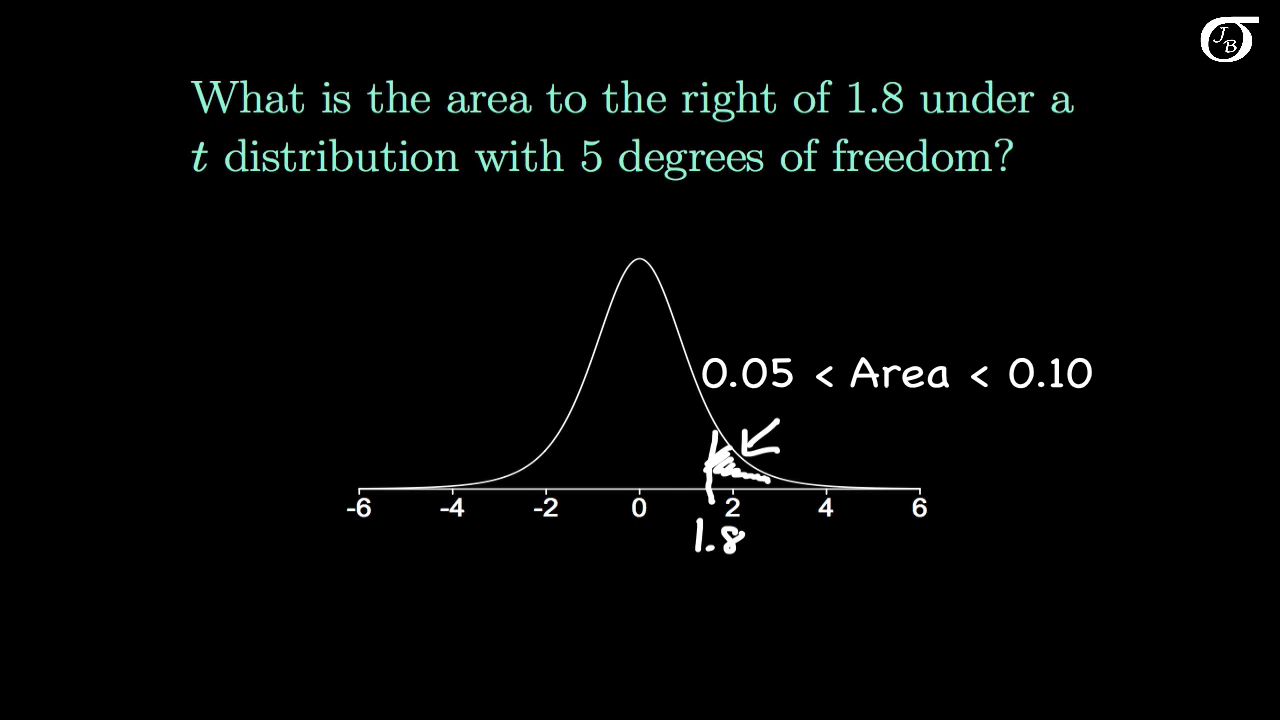 JB
What is the area to the right of 1.8 under a
t distribution with 5 degrees of freedom?
0.05 < Area < 0.10
-6 -4 -2 0 2 4 6
1.8